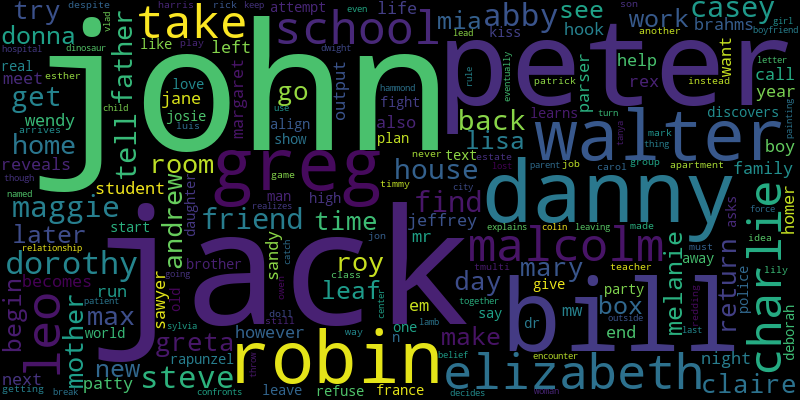 despite harris rick keep son girl
try vlad play even mia abby see casey
donna take school life work another boyfriend
dinosaur esther like left attempt kiss hook brahms letter
real father john peter dwight lead help want
hospital meet love output rex call
get jane margaret parser patrick instead year
child josie go fight rule eventually
wendy tell luis align also back walter turn painting
home arrives use show plan lisa mark discovers
reveals room greg never text tanya thing boy
though student house estate lost carol group apartment family
named andrew game timmy danny parent job
maggie daughter man high find city asks homer
later start friend realizes time jeffrey explains colin leaving made force
relationship sandy catch jon mr malcolm must idea
dorothy going brother class roy tmulti teacher melanie away lily
begin becomes run sawyer old jack owen center leaf day mary give party police charlie
leo mother patient doll em together box return deborah
max world sylvia however still one lamb say dr mw bill end last redding
next greta way n make outside night
new rapunzel robin belief encounter
patty steve elizabeth claire
getting break confronts throw leave refuse france decides woman